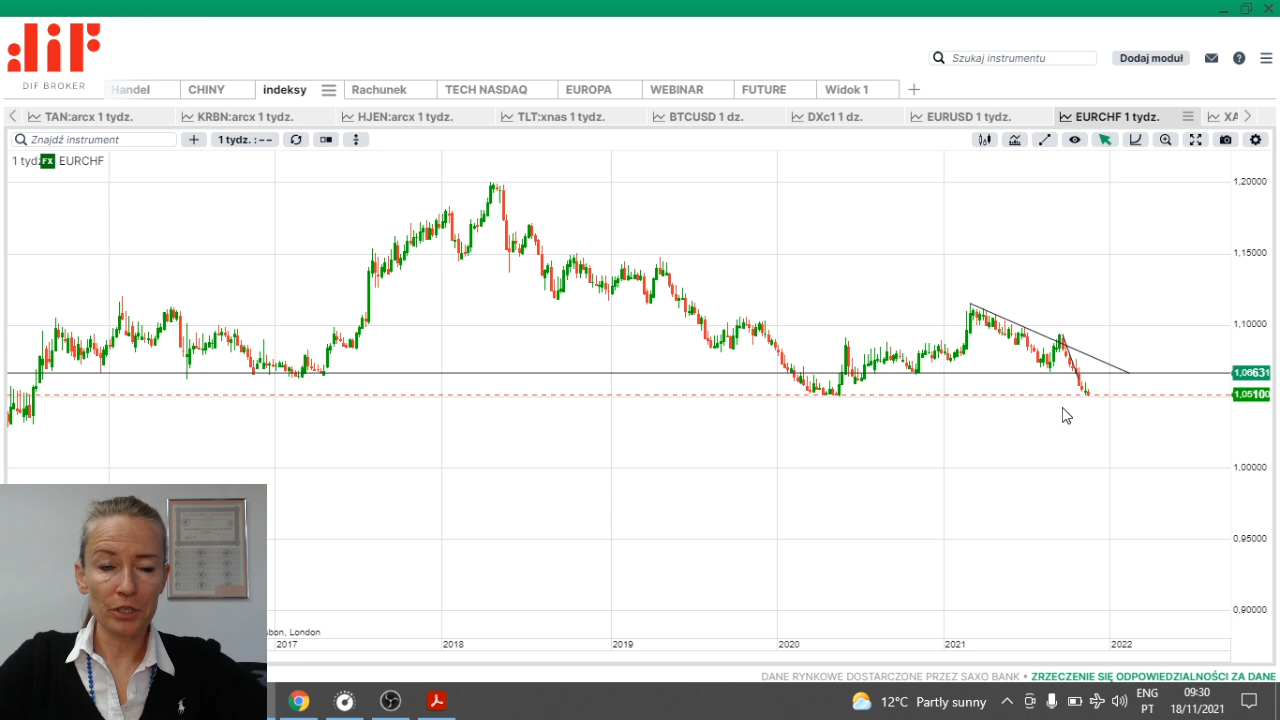 dif
DIF BROKER
Szukaj instrumentu
Dodaj moduł
Handel
CHINY
indeksy
Rachunek
TECH NASDAQ
EUROPA
WEBINAR
FUTURE
Widok 1
TAN:arcx 1 tydz.
KRBN:arcx 1 tydz.
HJEN:arcx 1 tydz.
TLT:xnas 1 tydz.
BTCUSD 1 dz.
DXc1 1 dz.
EURUSD 1 tydz.
EURCHF 1 tydz.
XA
Znajdź instrument
1 tydz. : – –
1 tydz
FX
EURCHF
1,20000
1,15000
1,10000
1,06631
1,05100
1,00000
0,95000
0,90000
bon, London
2017
2018
2019
2020
2021
2022
DANE RYNKOWE DOSTARCZONE PRZEZ SAXO BANK • ZRZECZENIE SIĘ ODPOWIEDZIALNOŚCI ZA DANE
12°C Partly sunny
ENG
PT
09:30
18/11/2021